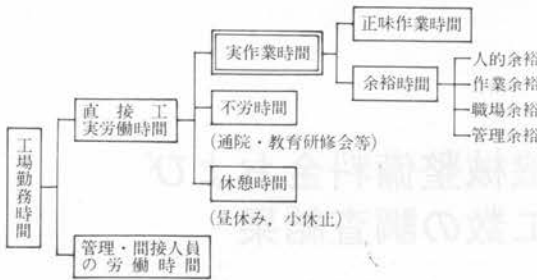 工場勤務時間
直接工
実労働時間
管理・間接人員
の労働時間
実作業時間
不労時間
(通院・教育研修会等)
休憩時間
(昼休み,小休止)
正味作業時間
余裕時間
人的余裕
作業余裕
職場余裕
管理余裕